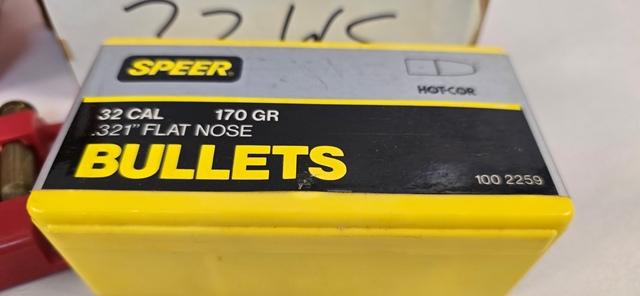 SPEER
HOT-COR
32 CAL 170 GR
.321" FLAT NOSE
BULLETS
100 2259